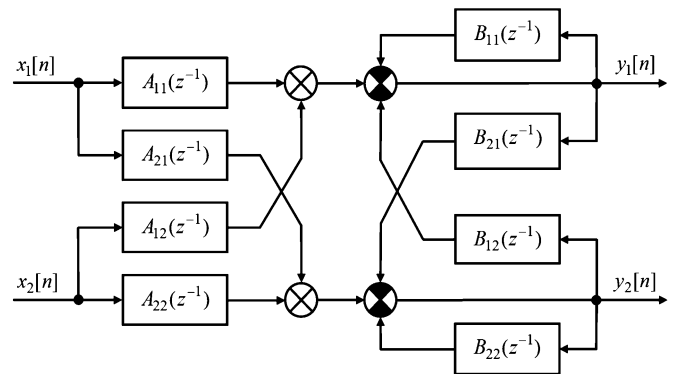 B₁₁(z⁻¹)
x₁[n]
A₁₁(z⁻¹)
y₁[n]
A₂₁(z⁻¹)
B₂₁(z⁻¹)
A₁₂(z⁻¹)
B₁₂(z⁻¹)
x₂[n]
A₂₂(z⁻¹)
y₂[n]
B₂₂(z⁻¹)